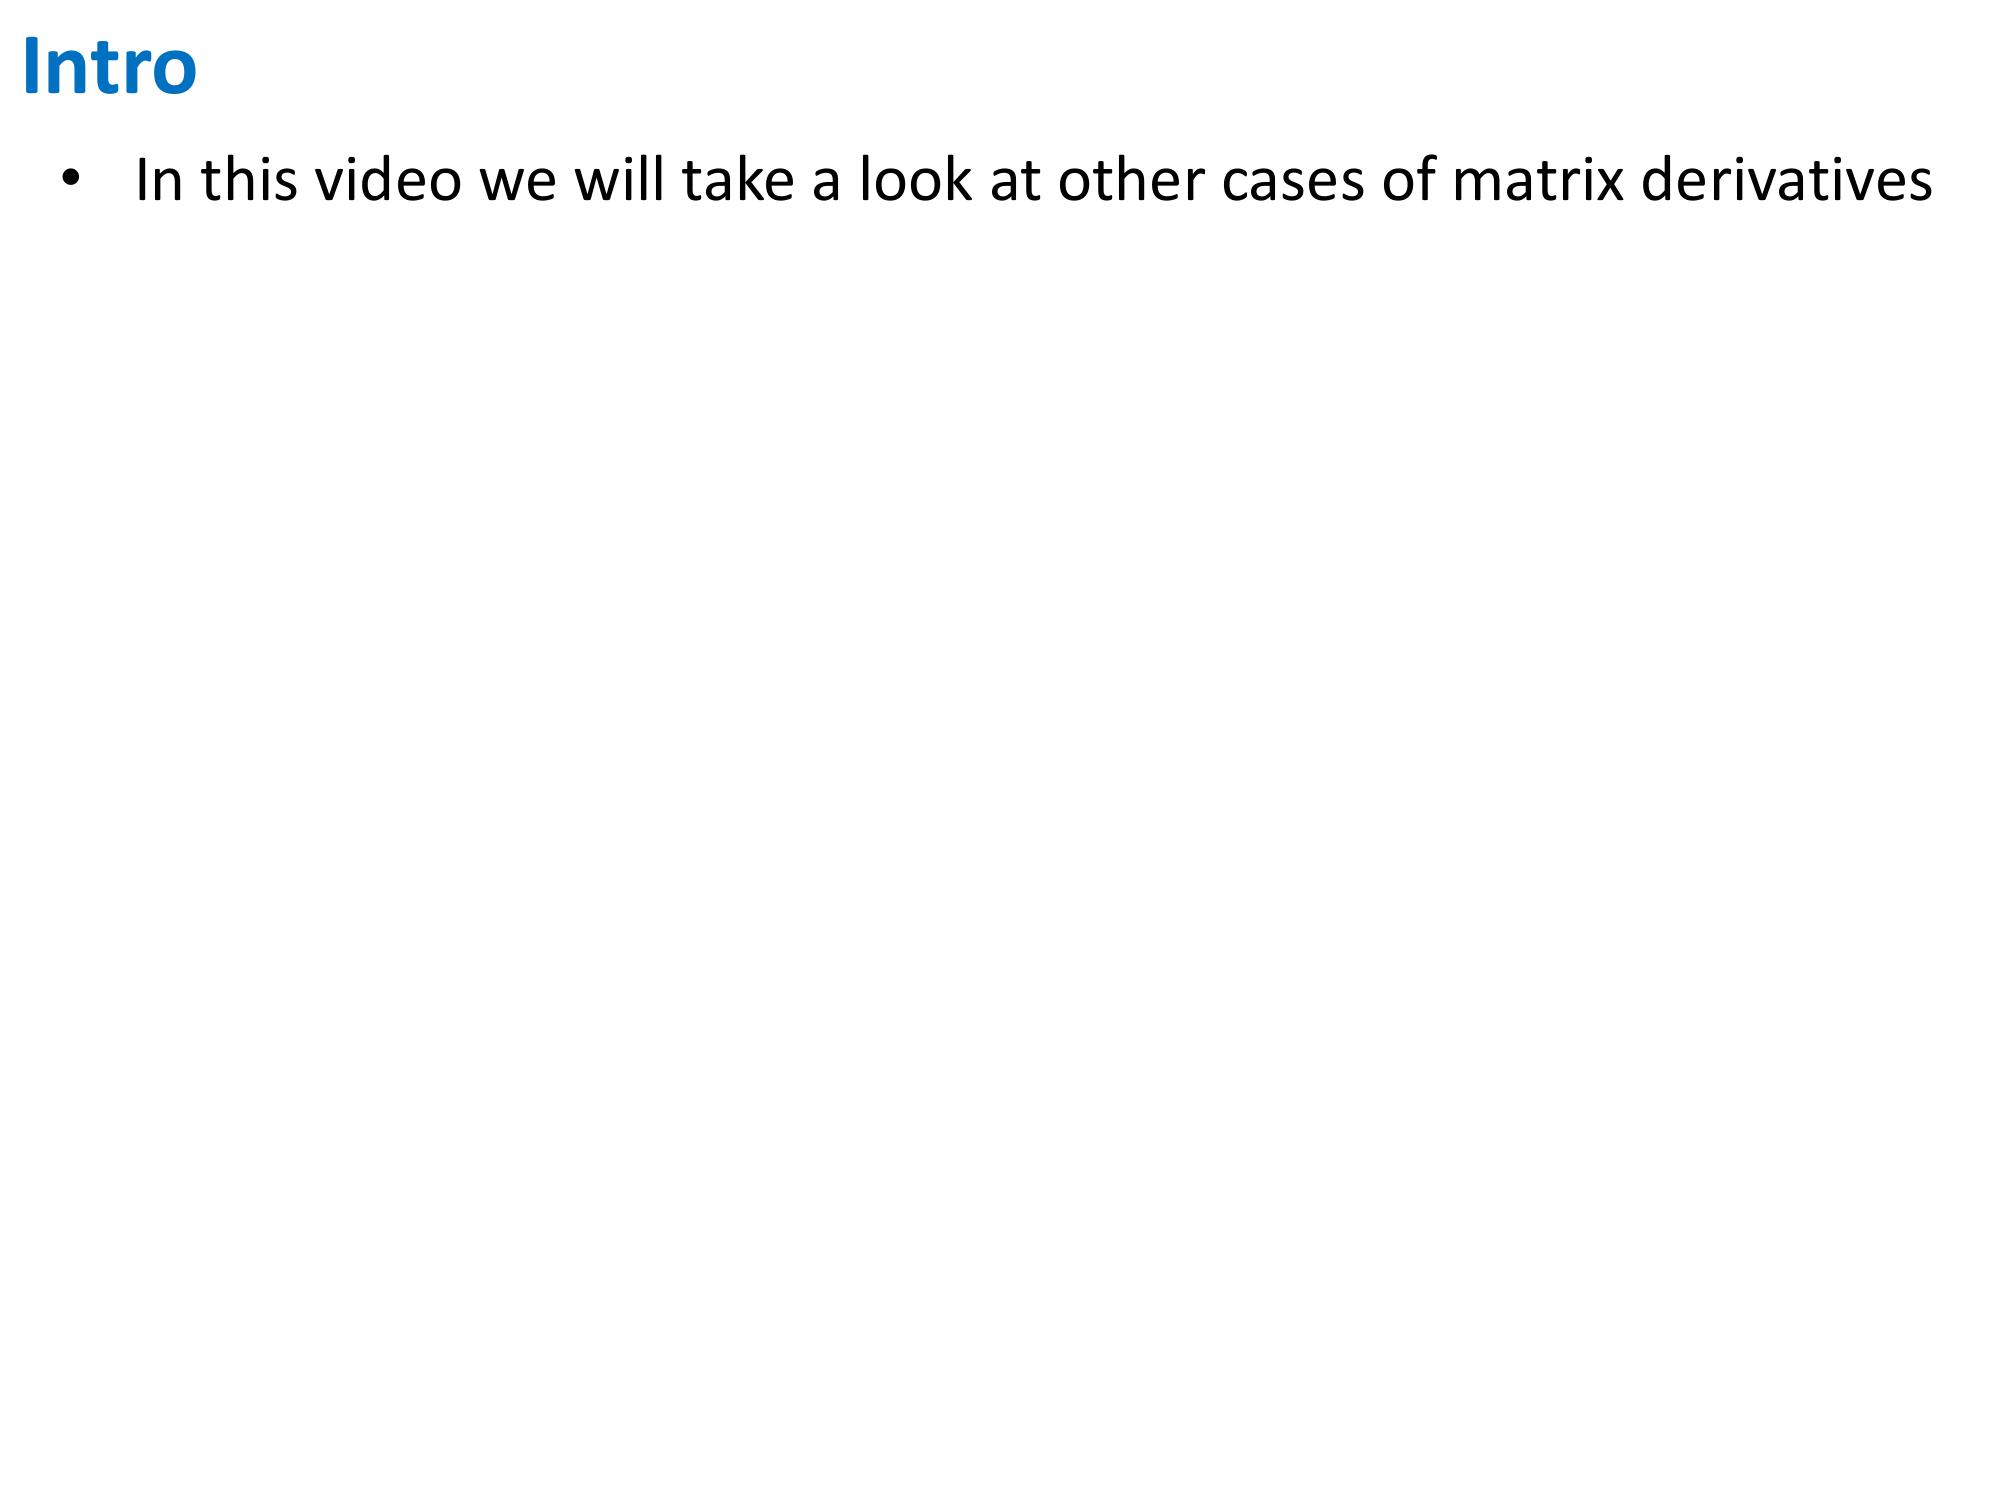 Intro
• In this video we will take a look at other cases of matrix derivatives